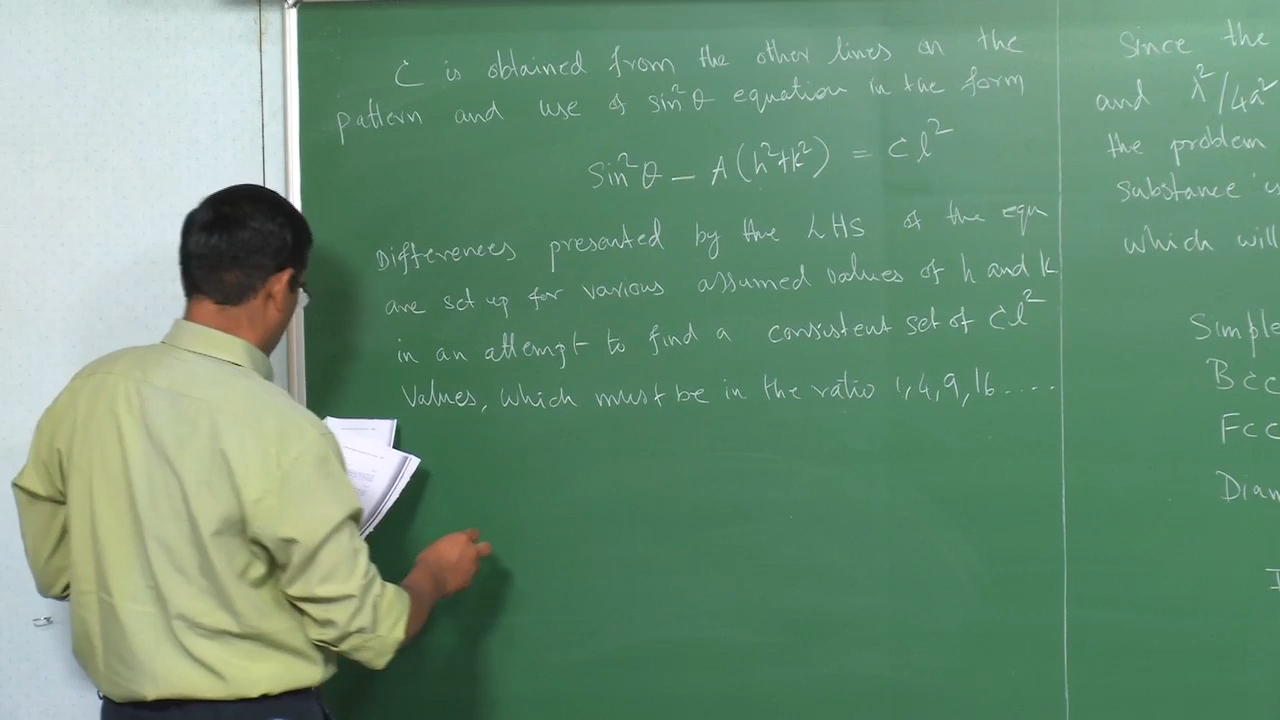 C is obtained from the other lines on the
pattern and use of sin²θ equation in the form
Sin²θ - A(h²+k²) = Cl²
Differences presented by the LHS of the equn
are set up for various assumed values of h and k
in an attempt to find a consistent set of Cl²
values, which must be in the ratio 1,4,9,16....
Since the
and λ²/4a²
the problem
substance is
which will
Simple
Bcc
Fcc
Diam